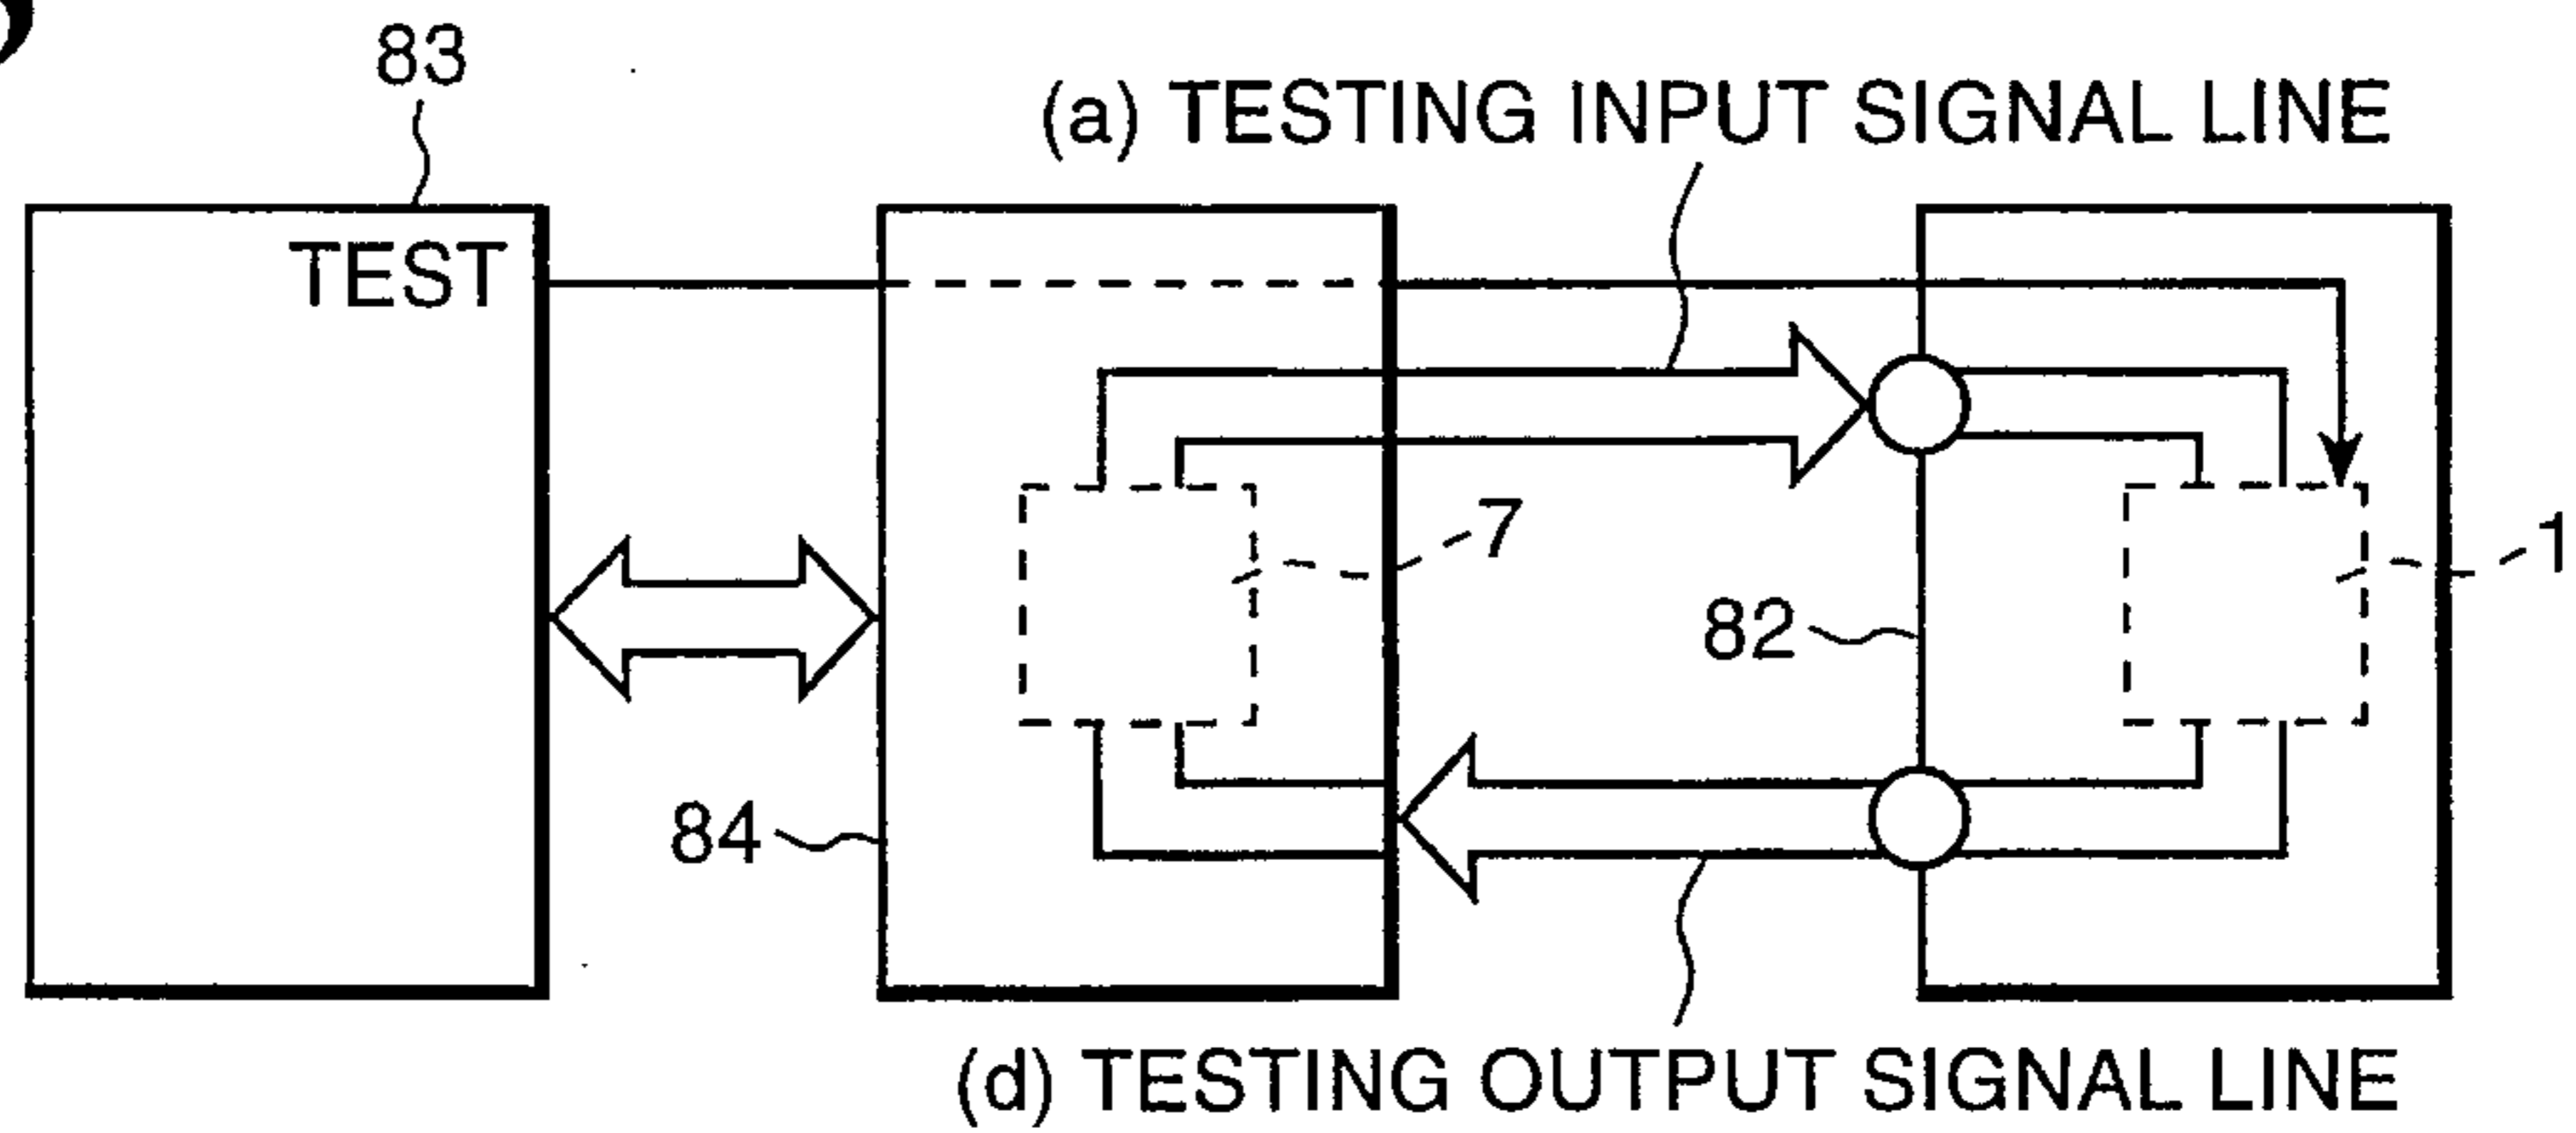 83
(a) TESTING INPUT SIGNAL LINE
TEST
7
1
82
84
(d) TESTING OUTPUT SIGNAL LINE